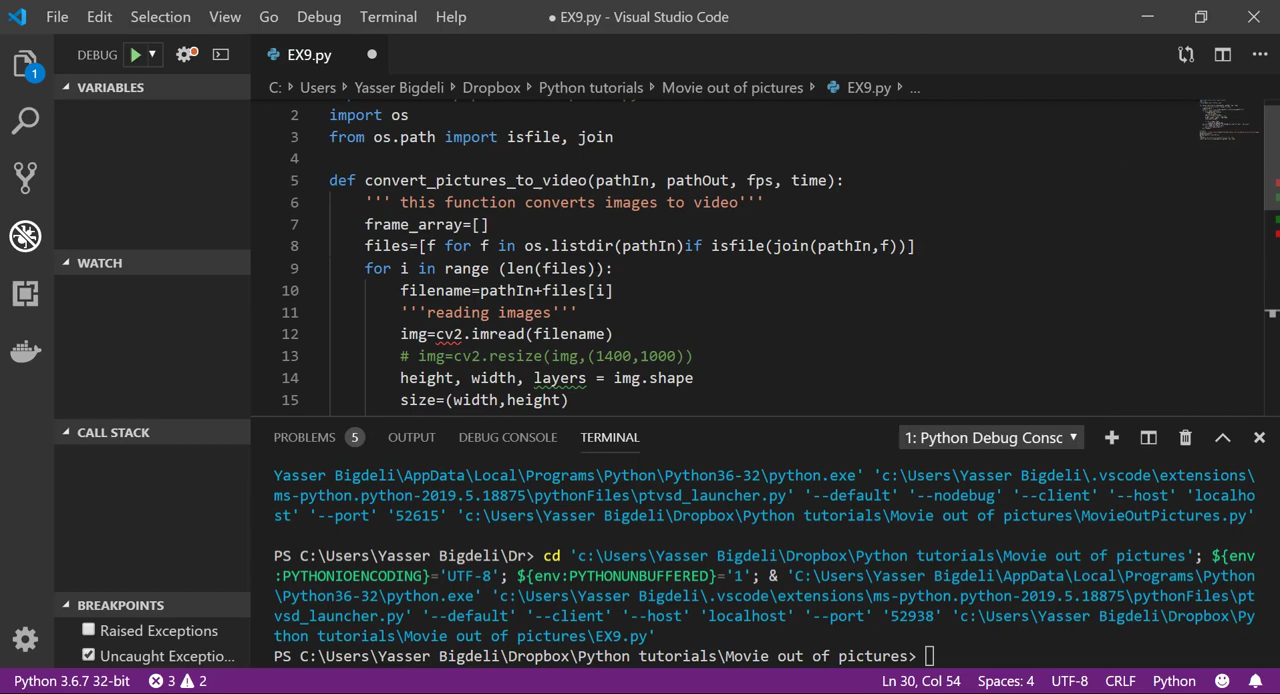 File Edit Selection View Go Debug Terminal Help
● EX9.py - Visual Studio Code
DEBUG
EX9.py
1
C: Users Yasser Bigdeli Dropbox Python tutorials Movie out of pictures EX9.py ...
VARIABLES
WATCH
CALL STACK
BREAKPOINTS
Raised Exceptions
Uncaught Exceptio...
2 import os
3 from os.path import isfile, join
4
5 def convert_pictures_to_video(pathIn, pathOut, fps, time):
6 ''' this function converts images to video'''
7 frame_array=[]
8 files=[f for f in os.listdir(pathIn)if isfile(join(pathIn,f))]
9 for i in range (len(files)):
10 filename=pathIn+files[i]
11 '''reading images'''
12 img=cv2.imread(filename)
13 # img=cv2.resize(img,(1400,1000))
14 height, width, layers = img.shape
15 size=(width,height)
PROBLEMS 5 OUTPUT DEBUG CONSOLE TERMINAL
1: Python Debug Consc
Yasser Bigdeli\AppData\Local\Programs\Python\Python36-32\python.exe' 'c:\Users\Yasser Bigdeli\.vscode\extensions\
ms-python.python-2019.5.18875\pythonFiles\ptvsd_launcher.py' '--default' '--nodebug' '--client' '--host' 'localho
st' '--port' '52615' 'c:\Users\Yasser Bigdeli\Dropbox\Python tutorials\Movie out of pictures\MovieOutPictures.py'
PS C:\Users\Yasser Bigdeli\Dr> cd 'c:\Users\Yasser Bigdeli\Dropbox\Python tutorials\Movie out of pictures'; ${env
:PYTHONIOENCODING}='UTF-8'; ${env:PYTHONUNBUFFERED}='1'; & 'C:\Users\Yasser Bigdeli\AppData\Local\Programs\Python
\Python36-32\python.exe' 'c:\Users\Yasser Bigdeli\.vscode\extensions\ms-python.python-2019.5.18875\pythonFiles\pt
vsd_launcher.py' '--default' '--client' '--host' 'localhost' '--port' '52938' 'c:\Users\Yasser Bigdeli\Dropbox\Py
thon tutorials\Movie out of pictures\EX9.py'
PS C:\Users\Yasser Bigdeli\Dropbox\Python tutorials\Movie out of pictures>
Python 3.6.7 32-bit 3 2 Ln 30, Col 54 Spaces: 4 UTF-8 CRLF Python